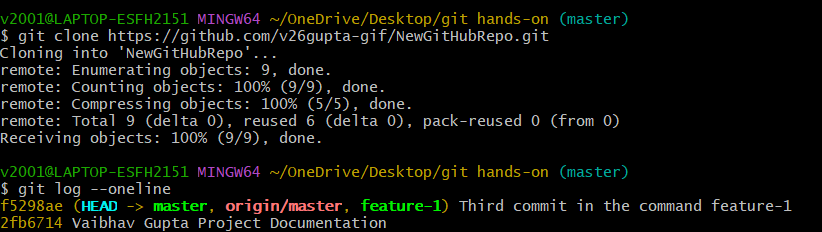 v2001@LAPTOP-ESFH2151 MINGW64 ~/OneDrive/Desktop/git hands-on (master)
$ git clone https://github.com/v26gupta-gif/NewGitHubRepo.git
Cloning into 'NewGitHubRepo'...
remote: Enumerating objects: 9, done.
remote: Counting objects: 100% (9/9), done.
remote: Compressing objects: 100% (5/5), done.
remote: Total 9 (delta 0), reused 6 (delta 0), pack-reused 0 (from 0)
Receiving objects: 100% (9/9), done.
v2001@LAPTOP-ESFH2151 MINGW64 ~/OneDrive/Desktop/git hands-on (master)
$ git log --oneline
f5298ae (HEAD -> master, origin/master, feature-1) Third commit in the command feature-1
2fb6714 Vaibhav Gupta Project Documentation